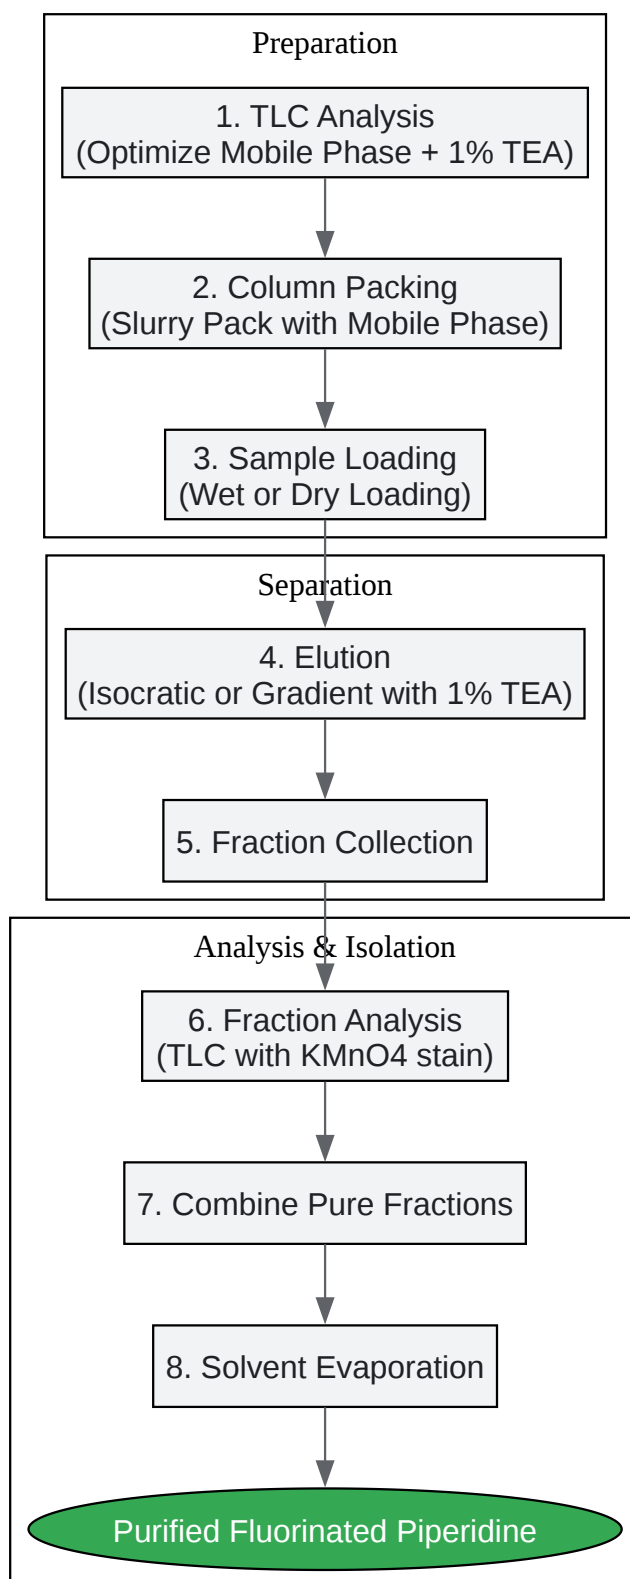 Preparation
1. TLC Analysis
(Optimize Mobile Phase + 1% TEA)
2. Column Packing
(Slurry Pack with Mobile Phase)
3. Sample Loading
(Wet or Dry Loading)
Separation
4. Elution
(Isocratic or Gradient with 1% TEA)
5. Fraction Collection
Analysis & Isolation
6. Fraction Analysis
(TLC with KMnO4 stain)
7. Combine Pure Fractions
8. Solvent Evaporation
Purified Fluorinated Piperidine